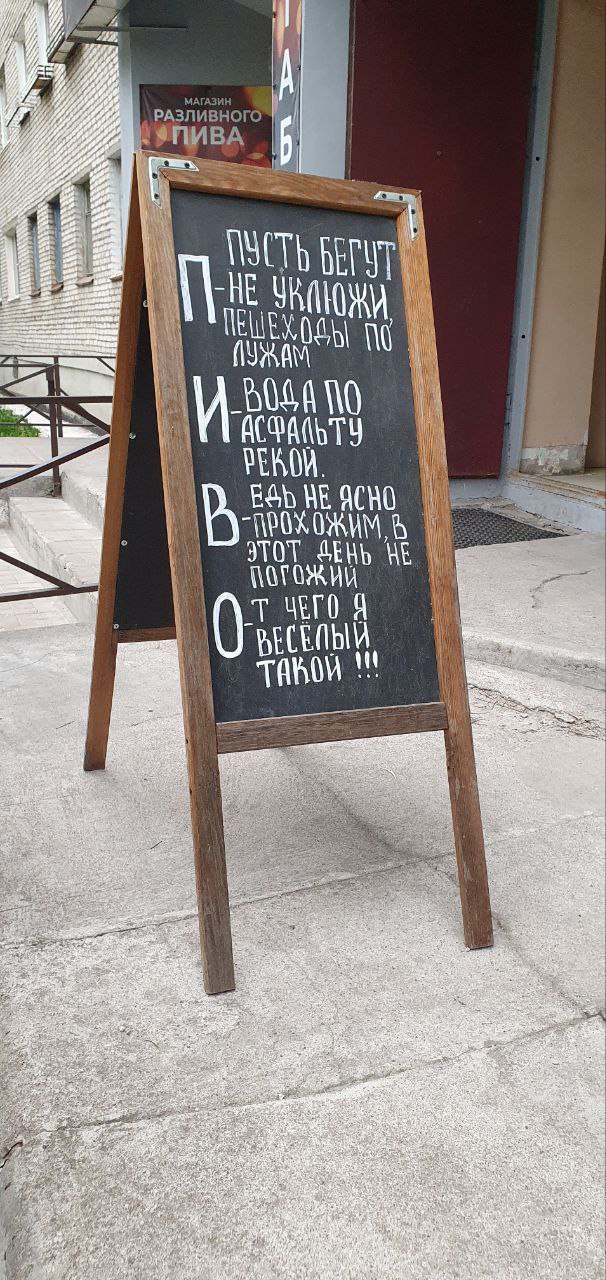 МАГАЗИН
РАЗЛИВНОГО
ПИВА
ТАБ
ПУСТЬ БЕГУТ
П-НЕ УКЛЮЖИ,
ПЕШЕХОДЫ ПО
ЛУЖАМ
И-ВОДА ПО
АСФАЛЬТУ
РЕКОЙ.
ЕДЬ НЕ ЯСНО
В-ПРОХОЖИМ, В
ЭТОТ ДЕНЬ НЕ
ПОГОЖИЙ
О-Т ЧЕГО Я
ВЕСЁЛЫЙ
ТАКОЙ !!!